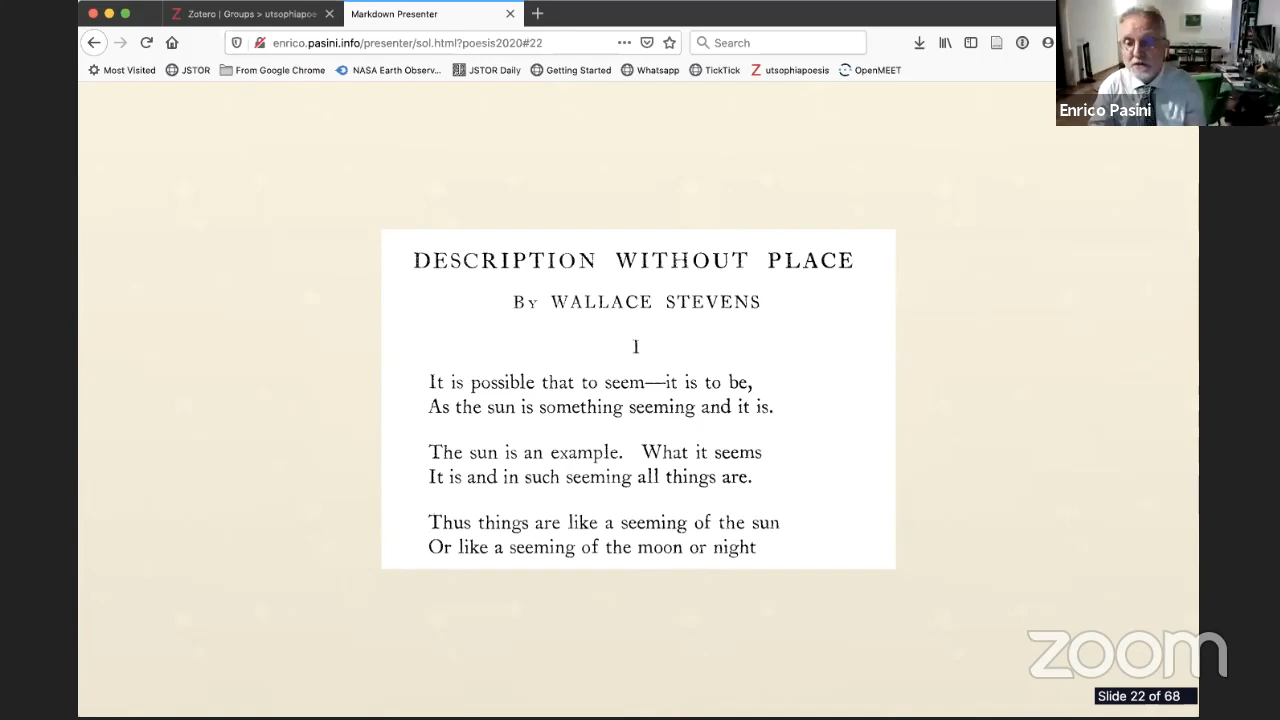 Zotero | Groups > utsophiapoe
Markdown Presenter
enrico.pasini.info/presenter/sol.html?poesis2020#22
Search
Most Visited
JSTOR
From Google Chrome
NASA Earth Observ...
JSTOR Daily
Getting Started
Whatsapp
TickTick
utsophiapoesis
OpenMEET
Enrico Pasini
DESCRIPTION WITHOUT PLACE
By WALLACE STEVENS
I
It is possible that to seem—it is to be,
As the sun is something seeming and it is.
The sun is an example. What it seems
It is and in such seeming all things are.
Thus things are like a seeming of the sun
Or like a seeming of the moon or night
zoom
Slide 22 of 68